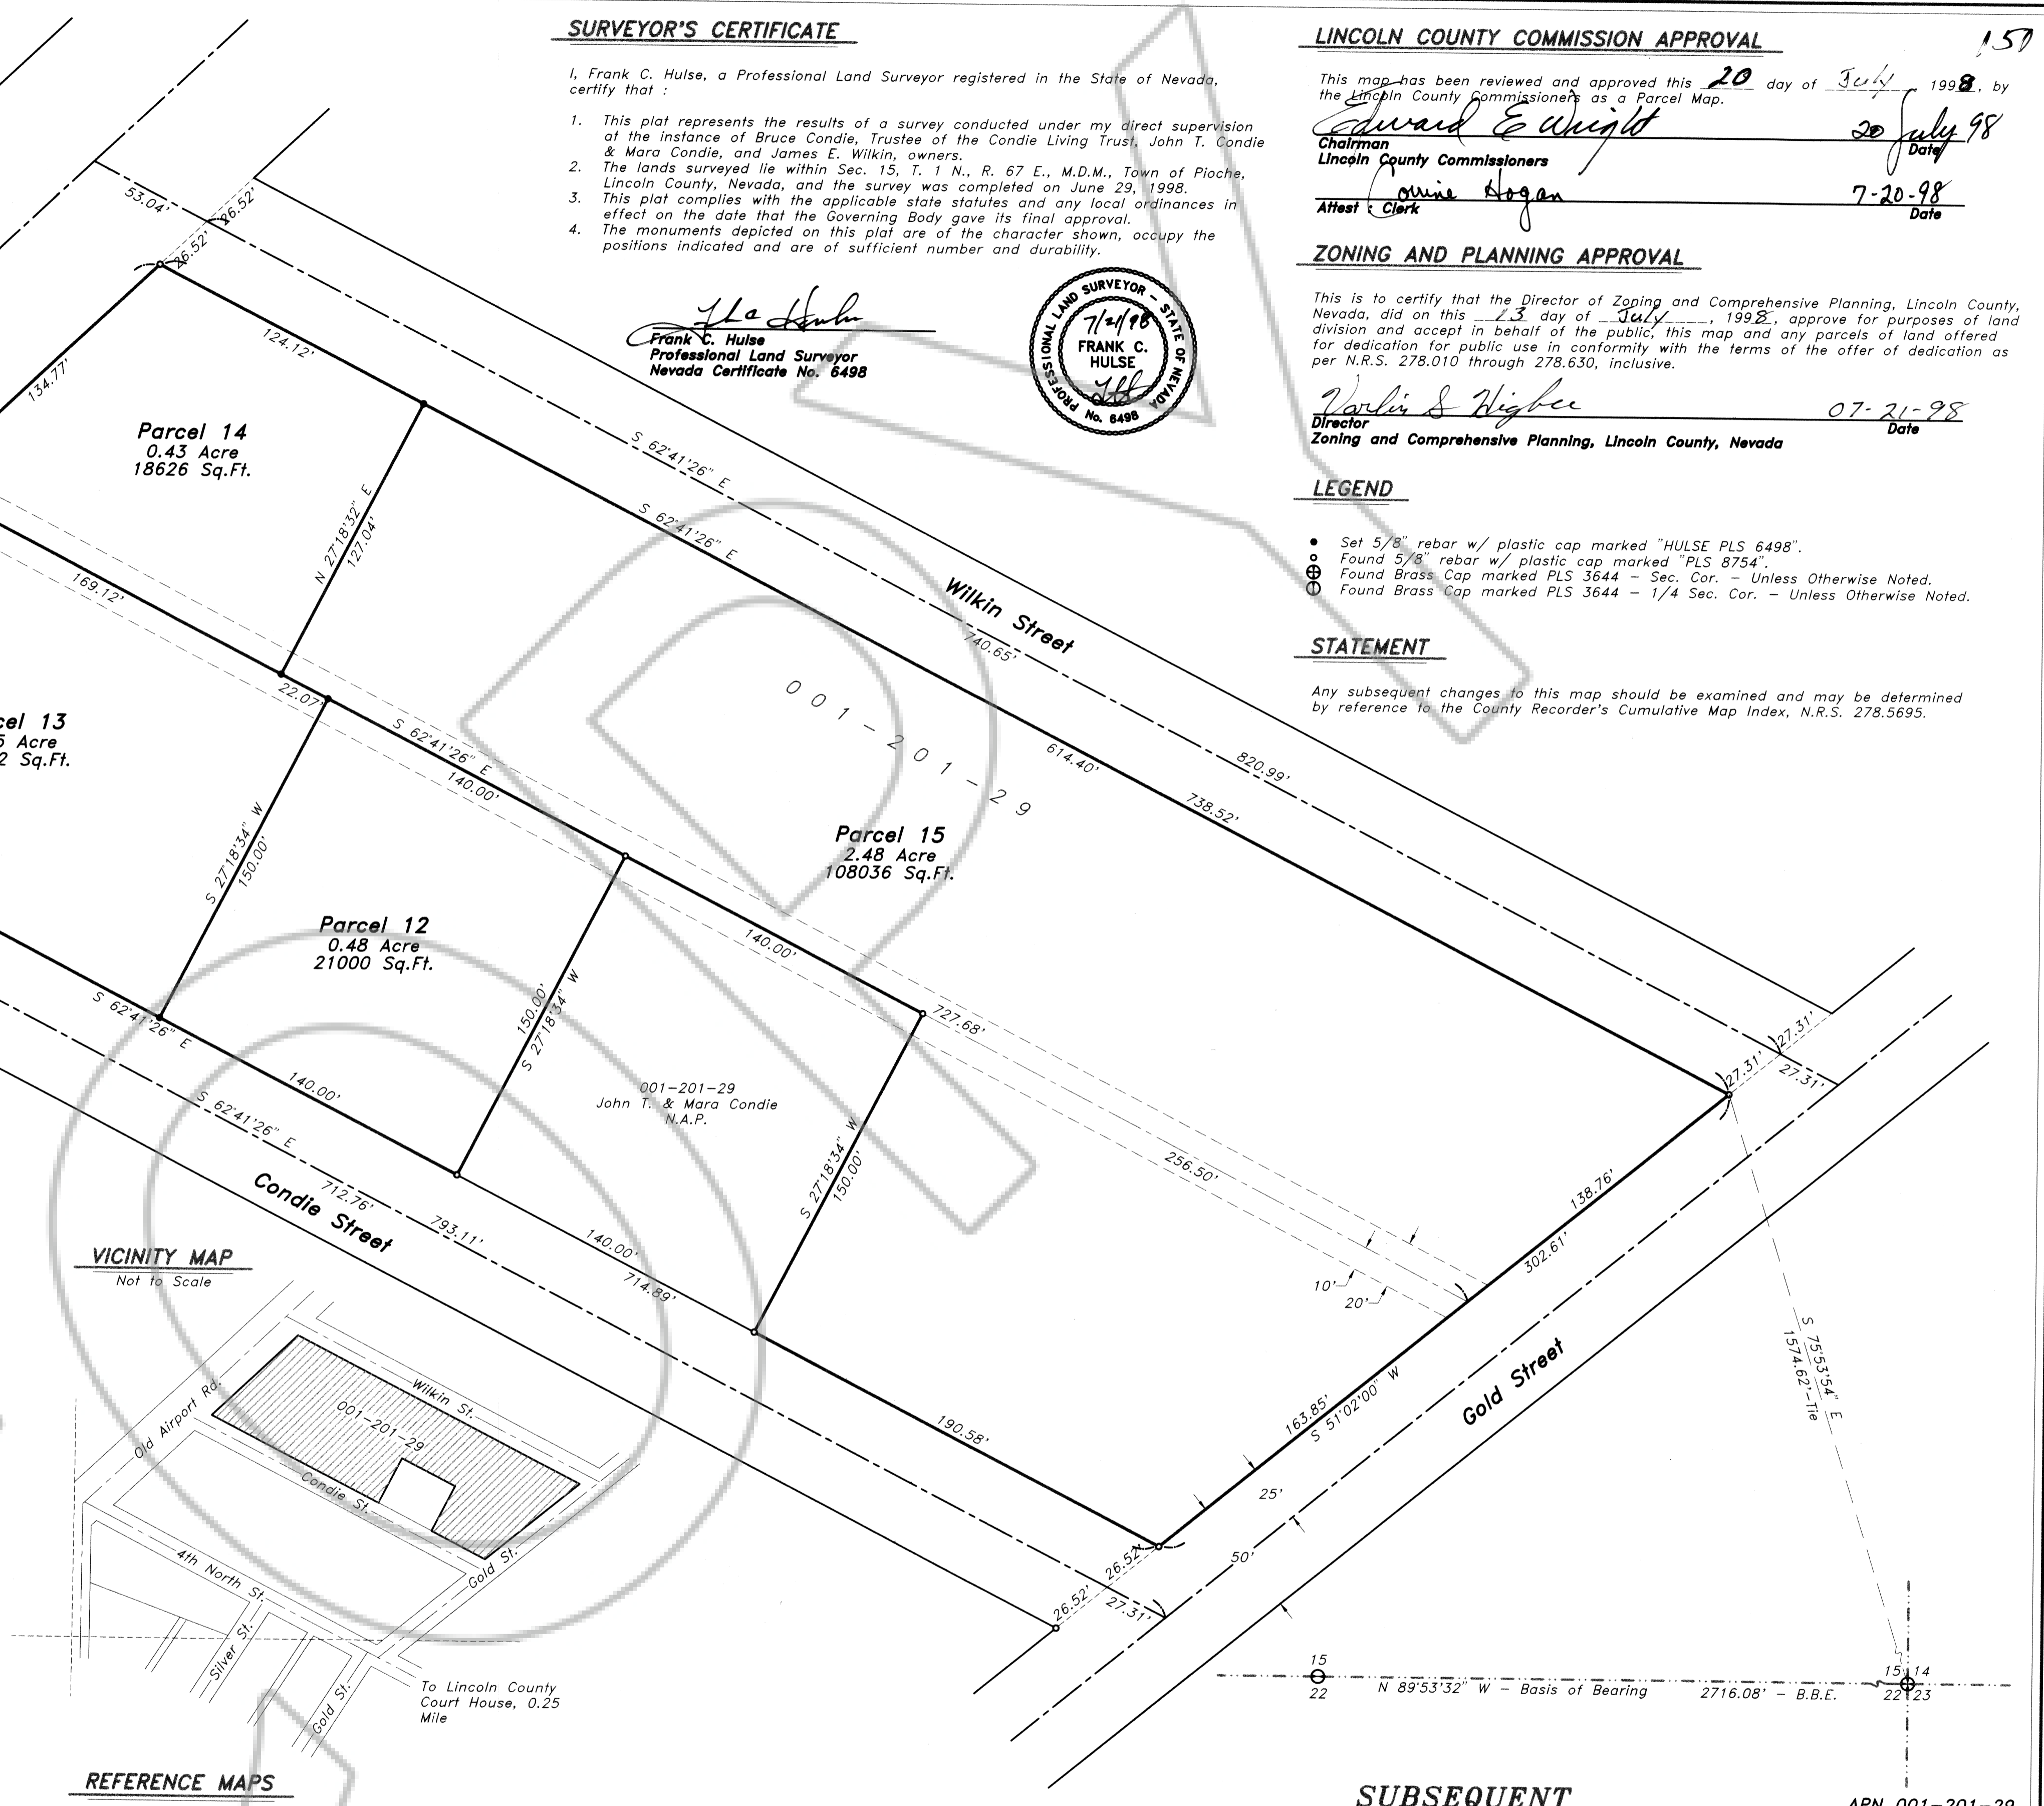 SURVEYOR'S CERTIFICATE
I, Frank C. Hulse, a Professional Land Surveyor registered in the State of Nevada,
certify that :
1. This plat represents the results of a survey conducted under my direct supervision
at the instance of Bruce Condie, Trustee of the Condie Living Trust, John T. Condie
& Mara Condie, and James E. Wilkin, owners.
2. The lands surveyed lie within Sec. 15, T. 1 N., R. 67 E., M.D.M., Town of Pioche,
Lincoln County, Nevada, and the survey was completed on June 29, 1998.
3. This plat complies with the applicable state statutes and any local ordinances in
effect on the date that the Governing Body gave its final approval.
4. The monuments depicted on this plat are of the character shown, occupy the
positions indicated and are of sufficient number and durability.
Frank C. Hulse
Professional Land Surveyor
Nevada Certificate No. 6498
PROFESSIONAL LAND SURVEYOR - STATE OF NEVADA
7/21/98
FRANK C.
HULSE
No. 6498
LINCOLN COUNTY COMMISSION APPROVAL
151
This map has been reviewed and approved this 20 day of July 1998, by
the Lincoln County Commissioners as a Parcel Map.
Edward E Wright 20 July 98
Chairman Date
Lincoln County Commissioners
Corrine Hogan 7-20-98
Attest : Clerk Date
ZONING AND PLANNING APPROVAL
This is to certify that the Director of Zoning and Comprehensive Planning, Lincoln County,
Nevada, did on this 13 day of July, 1998, approve for purposes of land
division and accept in behalf of the public, this map and any parcels of land offered
for dedication for public use in conformity with the terms of the offer of dedication as
per N.R.S. 278.010 through 278.630, inclusive.
Varlin S Higbee 07-21-98
Director Date
Zoning and Comprehensive Planning, Lincoln County, Nevada
LEGEND
Set 5/8" rebar w/ plastic cap marked "HULSE PLS 6498".
Found 5/8" rebar w/ plastic cap marked "PLS 8754".
Found Brass Cap marked PLS 3644 - Sec. Cor. - Unless Otherwise Noted.
Found Brass Cap marked PLS 3644 - 1/4 Sec. Cor. - Unless Otherwise Noted.
STATEMENT
Any subsequent changes to this map should be examined and may be determined
by reference to the County Recorder's Cumulative Map Index, N.R.S. 278.5695.
53.04'
26.52'
26.52'
124.12'
134.77'
Parcel 14
0.43 Acre
18626 Sq.Ft.
N 27°18'32" E
127.04'
169.12'
22.07'
S 62°41'26" E
S 62°41'26" E
Wilkin Street
740.65'
001-201-29
614.40'
820.99'
738.52'
cel 13
5 Acre
2 Sq.Ft.
S 62°41'26" E
140.00'
S 27°18'34" W
150.00'
Parcel 15
2.48 Acre
108036 Sq.Ft.
Parcel 12
0.48 Acre
21000 Sq.Ft.
140.00'
150.00'
S 27°18'34" W
727.68'
S 62°41'26" E
140.00'
001-201-29
John T. & Mara Condie
N.A.P.
S 27°18'34" W
150.00'
27.31'
27.31'
27.31'
256.50'
138.76'
302.61'
10'
20'
S 62°41'26" E
712.76'
793.11'
Condie Street
140.00'
714.89'
190.58'
163.85'
S 51°02'00" W
Gold Street
S 75°53'54" E
1574.62'-Tie
25'
50'
26.52'
26.52'
27.31'
VICINITY MAP
Not to Scale
Old Airport Rd.
Wilkin St.
001-201-29
Condie St.
4th North St.
Gold St.
Silver St.
Gold St.
To Lincoln County
Court House, 0.25
Mile
15
22
N 89°53'32" W - Basis of Bearing 2716.08' - B.B.E.
15 14
22 23
REFERENCE MAPS
SUBSEQUENT
APN 001-201-29